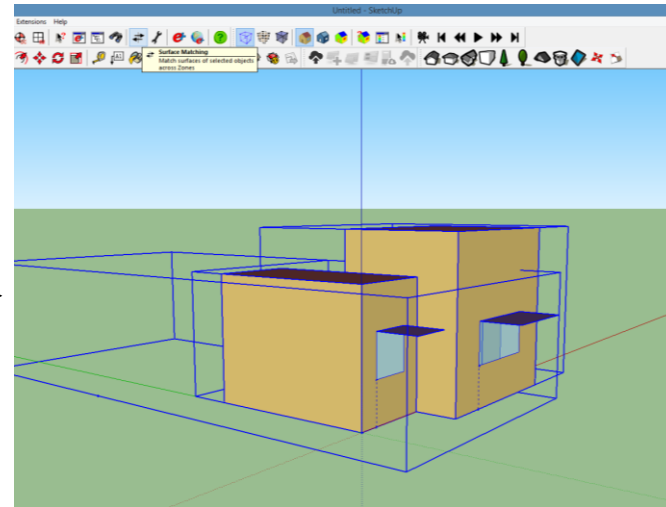 Untitled - SketchUp
Extensions Help
Surface Matching
Match surfaces of selected objects
across Zones